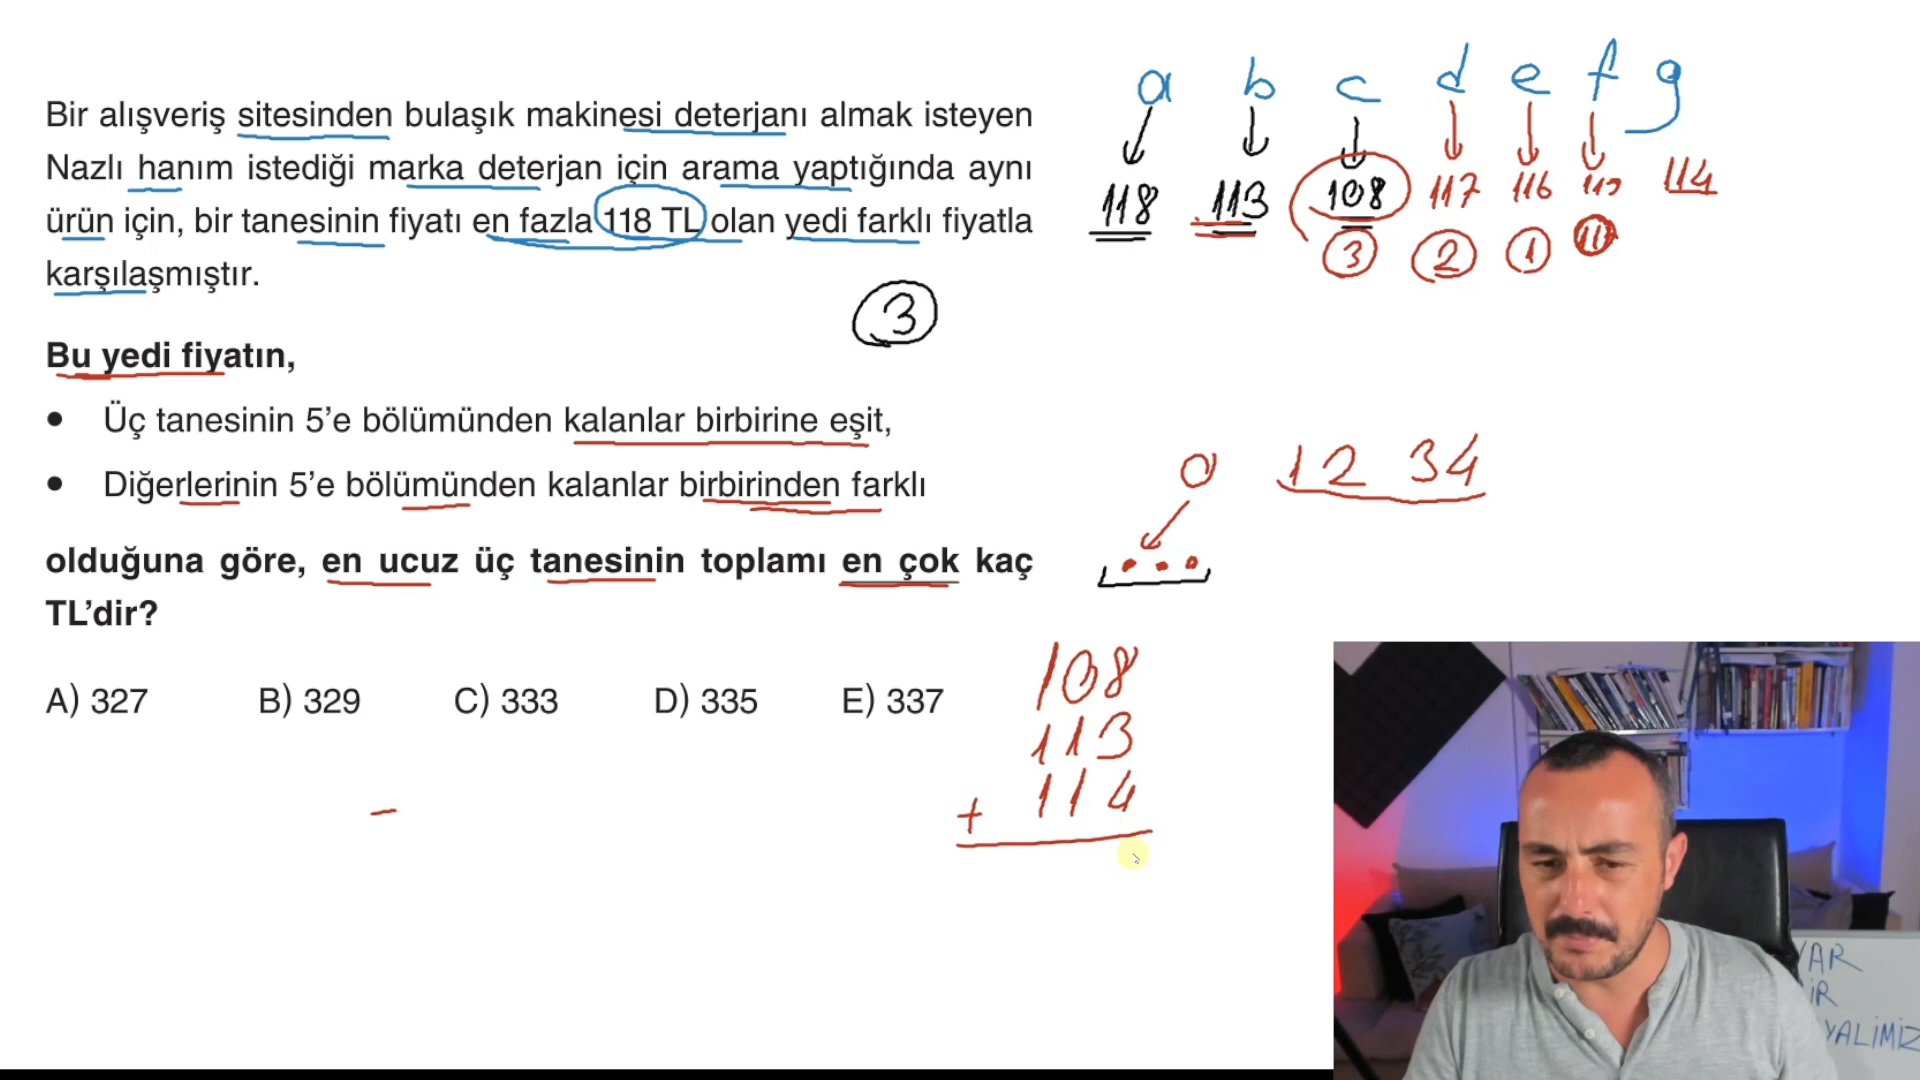 Bir alışveriş sitesinden bulaşık makinesi deterjanı almak isteyen
Nazlı hanım istediği marka deterjan için arama yaptığında aynı
ürün için, bir tanesinin fiyatı en fazla 118 TL olan yedi farklı fiyatla
karşılaşmıştır.
3
Bu yedi fiyatın,
• Üç tanesinin 5'e bölümünden kalanlar birbirine eşit,
• Diğerlerinin 5'e bölümünden kalanlar birbirinden farklı
olduğuna göre, en ucuz üç tanesinin toplamı en çok kaç
TL'dir?
A) 327 B) 329 C) 333 D) 335 E) 337
a b c d e f g
118 113 108 117 116 115 114
3 2 1
0 1 2 3 4
108
113
+ 114
YAR
İR
YALİMİZ